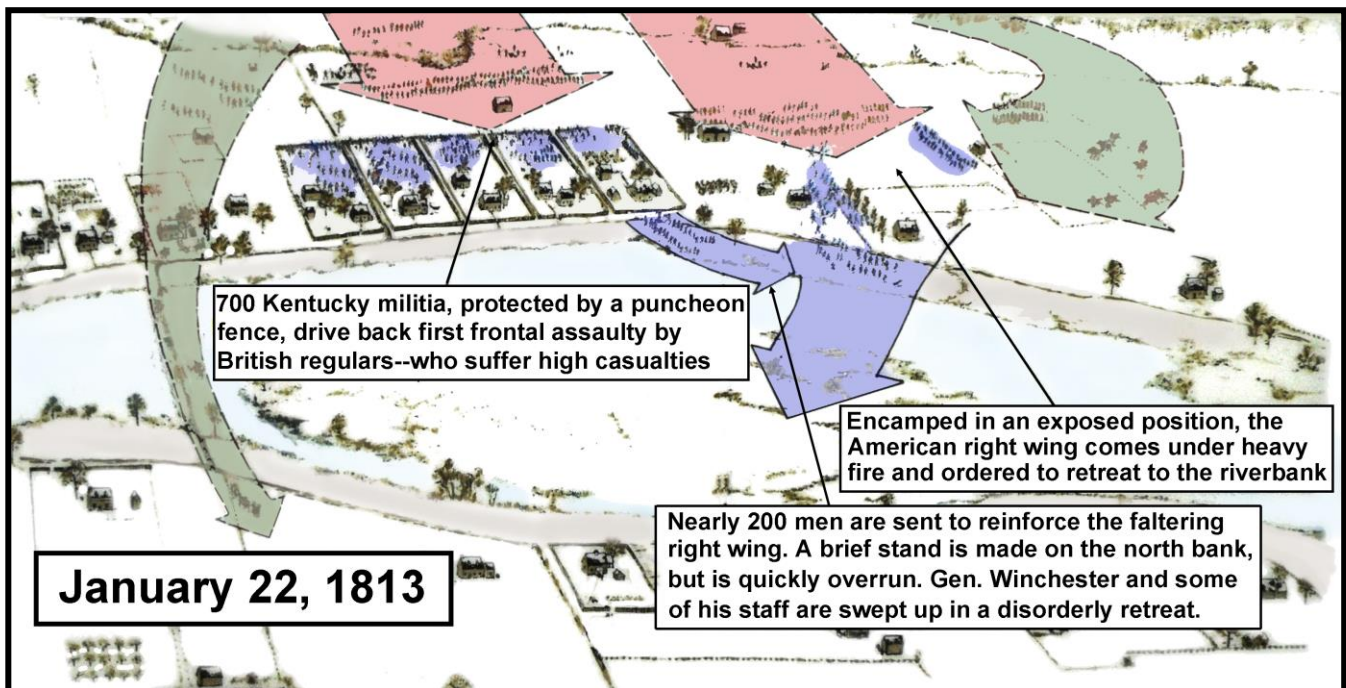 700 Kentucky militia, protected by a puncheon
fence, drive back first frontal assaulty by
British regulars--who suffer high casualties
Encamped in an exposed position, the
American right wing comes under heavy
fire and ordered to retreat to the riverbank
Nearly 200 men are sent to reinforce the faltering
right wing. A brief stand is made on the north bank,
but is quickly overrun. Gen. Winchester and some
of his staff are swept up in a disorderly retreat.
January 22, 1813